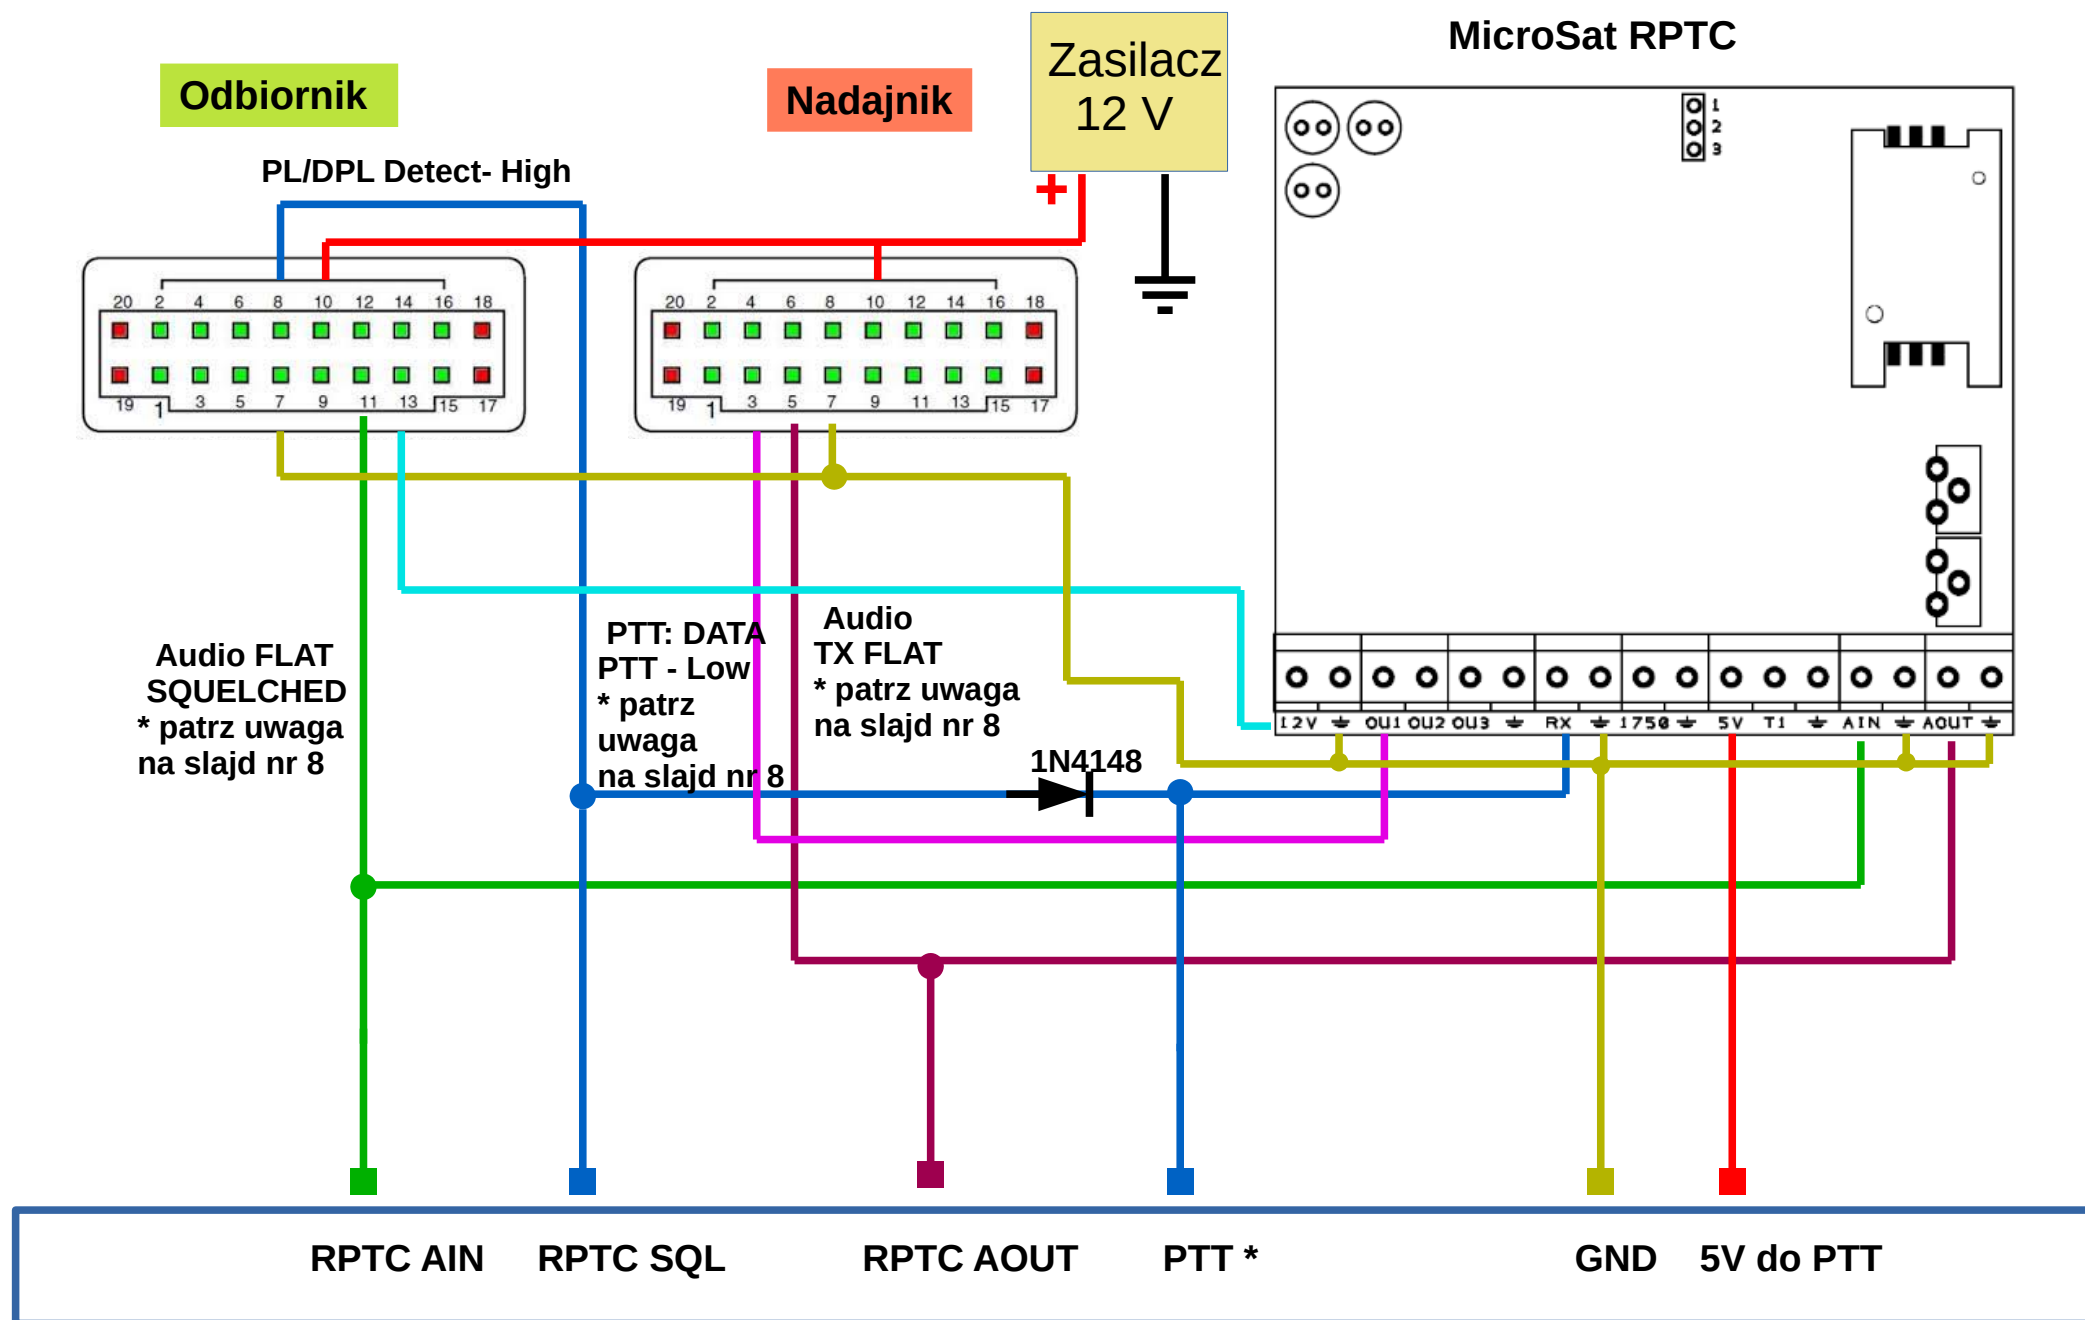 MicroSat RPTC
Zasilacz
12 V
Odbiornik
Nadajnik
PL/DPL Detect- High
+
1
2
3
20 2 4 6 8 10 12 14 16 18
19 1 3 5 7 9 11 13 15 17
20 2 4 6 8 10 12 14 16 18
19 1 3 5 7 9 11 13 15 17
Audio FLAT
SQUELCHED
* patrz uwaga
na slajd nr 8
PTT: DATA
PTT - Low
* patrz
uwaga
na slajd nr 8
Audio
TX FLAT
* patrz uwaga
na slajd nr 8
12V OU1 OU2 OU3 RX 1750 5V T1 AIN AOUT
1N4148
RPTC AIN RPTC SQL RPTC AOUT PTT * GND 5V do PTT